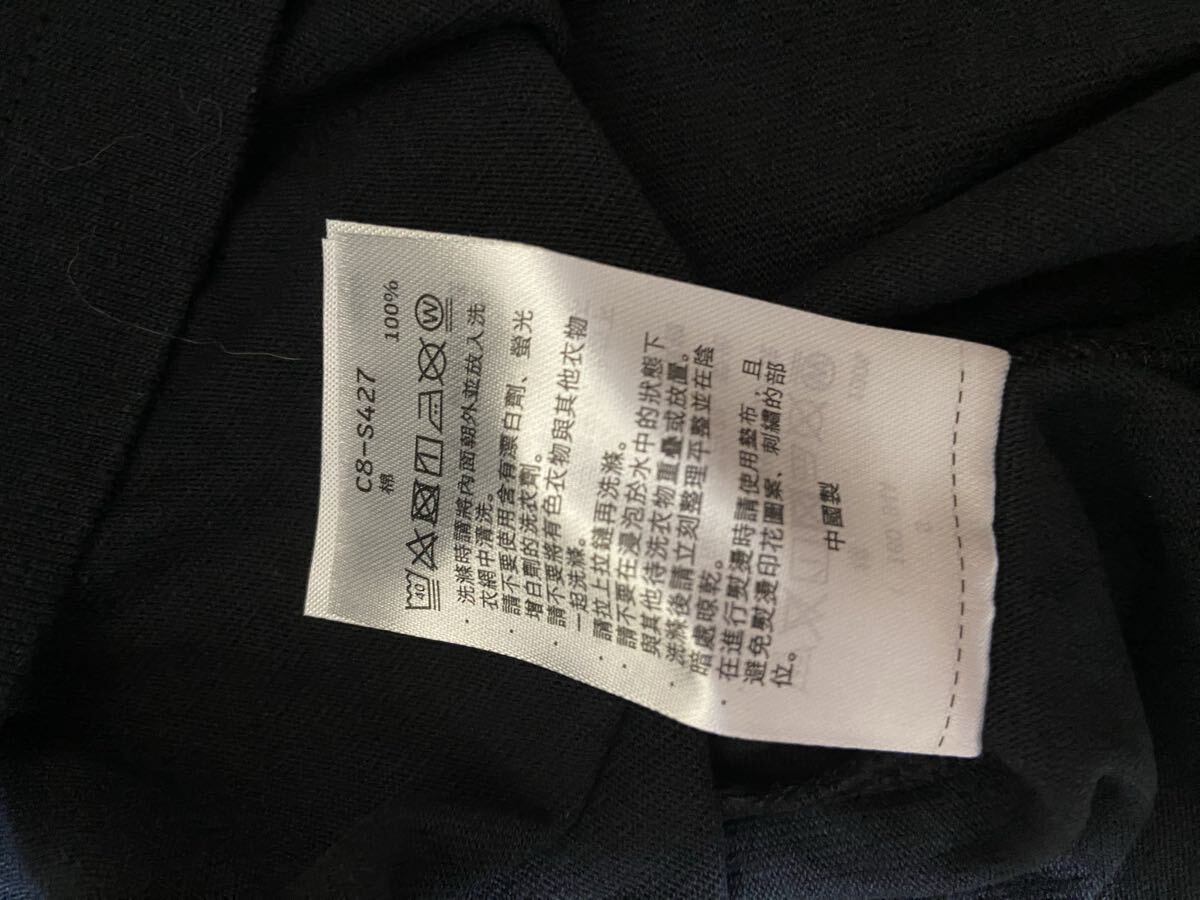 C8-S427
棉 100%
40
W
· 洗滌時請將內面朝外並放入洗
衣網中清洗。
· 請不要使用含有漂白劑、螢光
增白劑的洗衣劑。
· 請不要將有色衣物與其他衣物
一起洗滌。
· 請拉上拉鏈再洗滌。
· 請不要在浸泡於水中的狀態下
與其他待洗衣物重疊或放置。
· 洗滌後請立刻整理平整並在陰
暗處晾乾。
· 在進行熨燙時請使用墊布，且
避免熨燙印花圖案、刺繡的部
位。
中國製